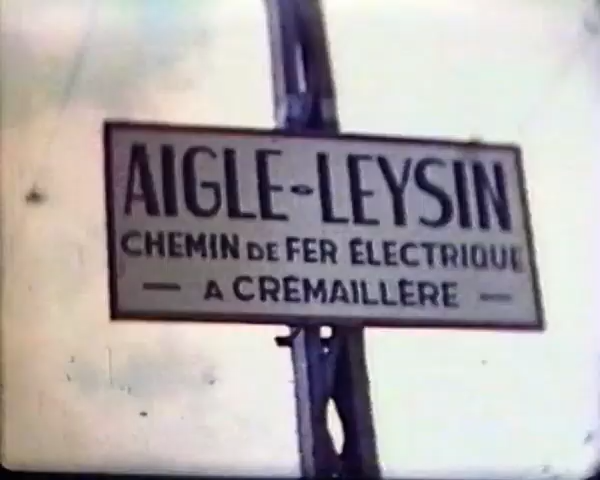 AIGLE-LEYSIN
CHEMIN DE FER ÉLECTRIQUE
— A CRÉMAILLÈRE —